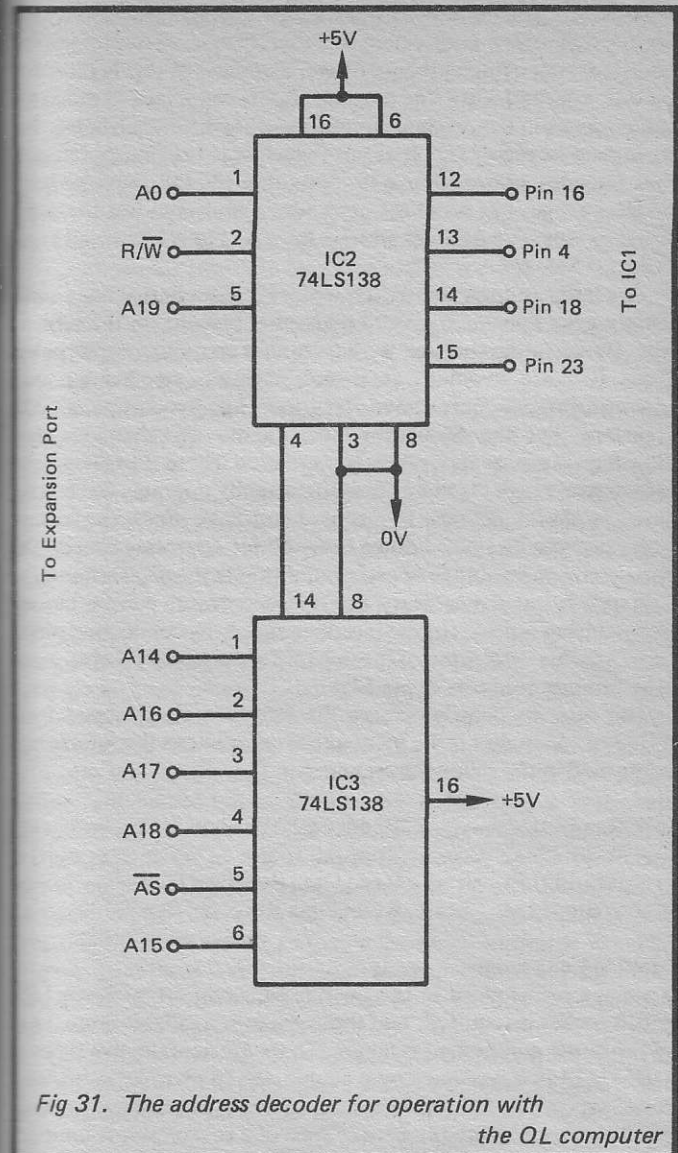 +5V
16 6
A0 1 12 Pin 16
R/W̅ 2 13 Pin 4
IC2
74LS138
A19 5 14 Pin 18
15 Pin 23
To IC1
4 3 8
0V
To Expansion Port
14 8
A14 1
A16 2
A17 3
IC3
74LS138
16 +5V
A18 4
A̅S̅ 5
A15 6
Fig 31. The address decoder for operation with
the QL computer